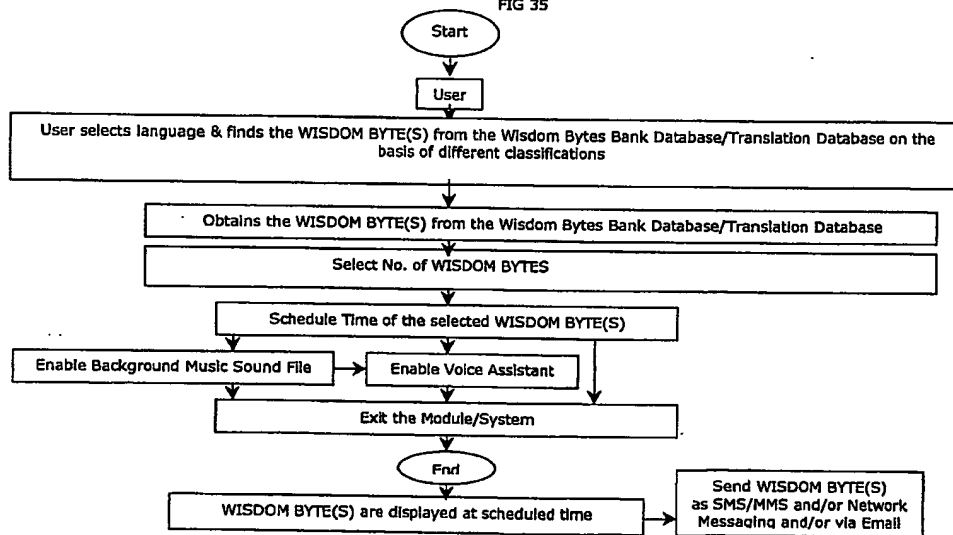 FIG 35
Start
User
User selects language & finds the WISDOM BYTE(S) from the Wisdom Bytes Bank Database/Translation Database on the
basis of different classifications
Obtains the WISDOM BYTE(S) from the Wisdom Bytes Bank Database/Translation Database
Select No. of WISDOM BYTES
Schedule Time of the selected WISDOM BYTE(S)
Enable Background Music Sound File
Enable Voice Assistant
Exit the Module/System
End
WISDOM BYTE(S) are displayed at scheduled time
Send WISDOM BYTE(S)
as SMS/MMS and/or Network
Messaging and/or via Email